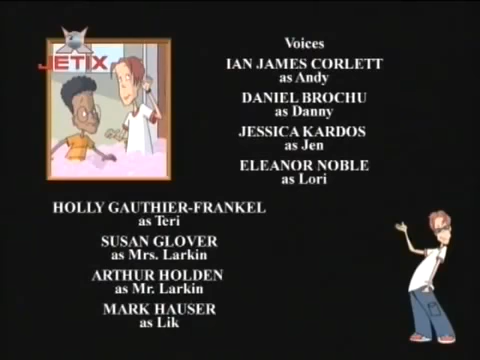 JETIX
Voices
IAN JAMES CORLETT
as Andy
DANIEL BROCHU
as Danny
JESSICA KARDOS
as Jen
ELEANOR NOBLE
as Lori
HOLLY GAUTHIER-FRANKEL
as Teri
SUSAN GLOVER
as Mrs. Larkin
ARTHUR HOLDEN
as Mr. Larkin
MARK HAUSER
as Lik